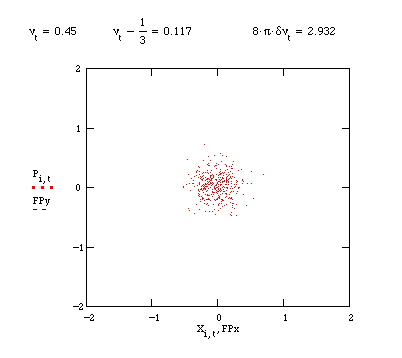 ν_t = 0.45 ν_t − 1/3 = 0.117 8·π·δν_t = 2.932
2
1
P_i,t
0
FPy
−1
−2
−2 −1 0 1 2
X_i,t,FPx